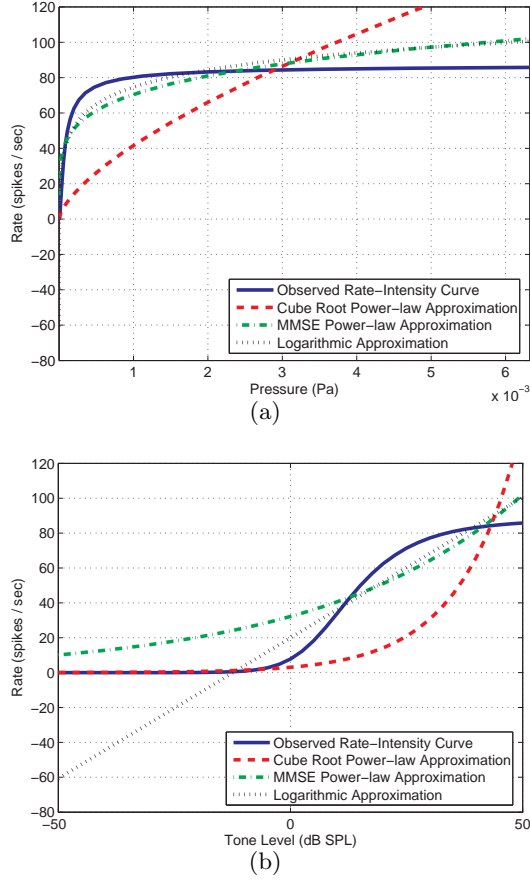 120
100
80
60
40
20
0
−20
−40
−60
−80
Rate (spikes / sec)
Observed Rate−Intensity Curve
Cube Root Power−law Approximation
MMSE Power−law Approximation
Logarithmic Approximation
1 2 3 4 5 6
Pressure (Pa)
x 10⁻³
(a)
120
100
80
60
40
20
0
−20
−40
−60
−80
Rate (spikes / sec)
Observed Rate−Intensity Curve
Cube Root Power−law Approximation
MMSE Power−law Approximation
Logarithmic Approximation
−50 0 50
Tone Level (dB SPL)
(b)